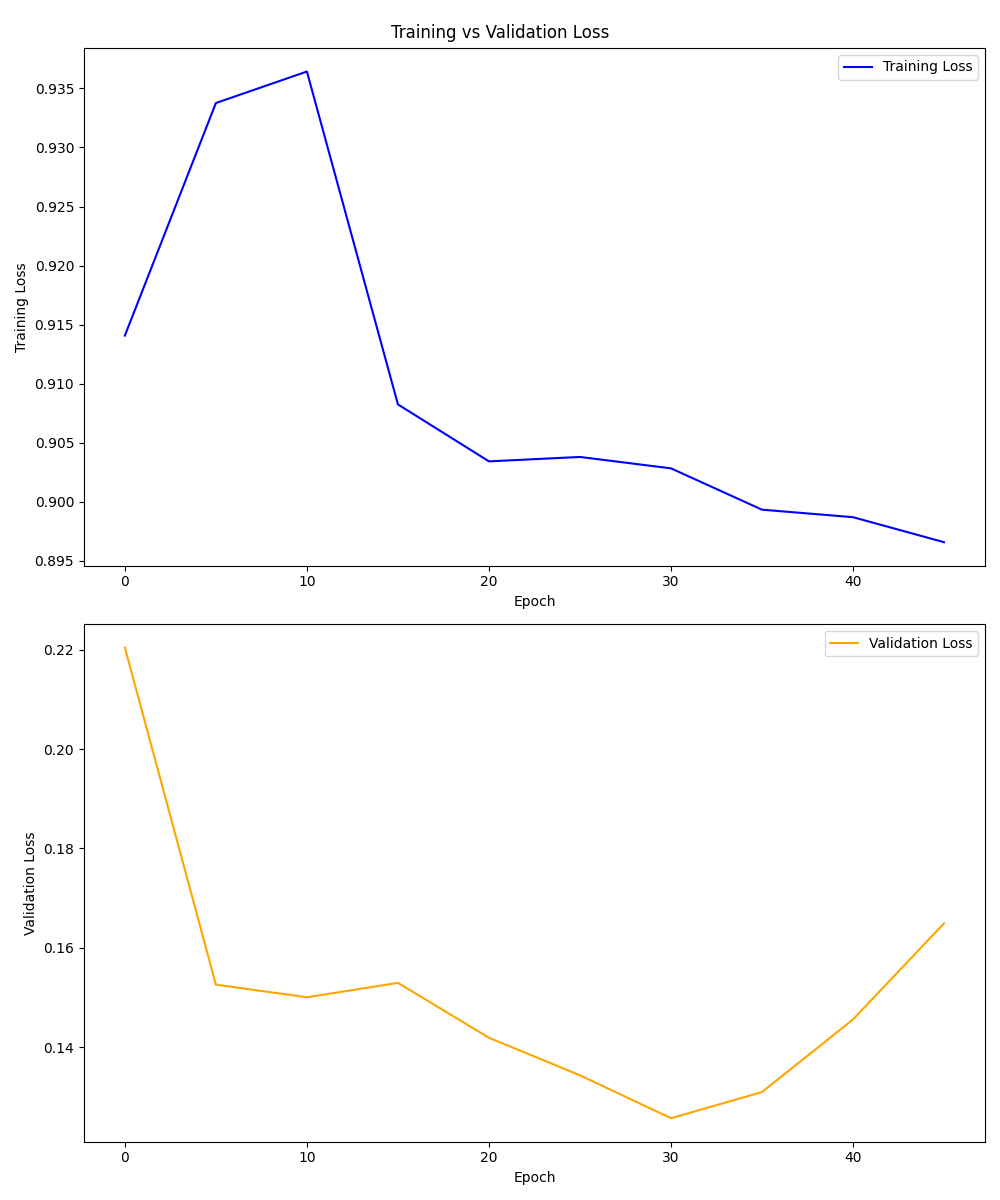 Training vs Validation Loss
Training Loss
0.935
0.930
0.925
0.920
0.915
0.910
0.905
0.900
0.895
Training Loss
0 10 20 30 40
Epoch
Validation Loss
0.22
0.20
0.18
0.16
0.14
Validation Loss
0 10 20 30 40
Epoch